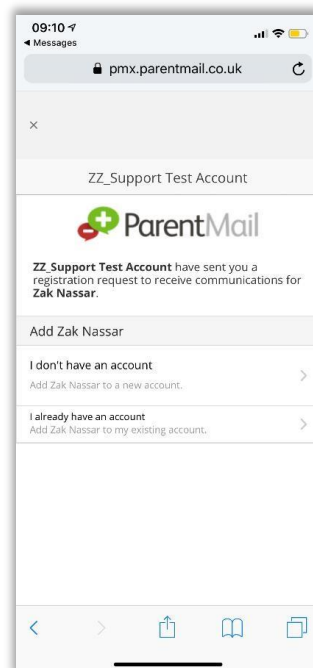 09:10
Messages
pmx.parentmail.co.uk
ZZ_Support Test Account
ParentMail
ZZ_Support Test Account have sent you a
registration request to receive communications for
Zak Nassar.
Add Zak Nassar
I don't have an account
Add Zak Nassar to a new account.
I already have an account
Add Zak Nassar to my existing account.